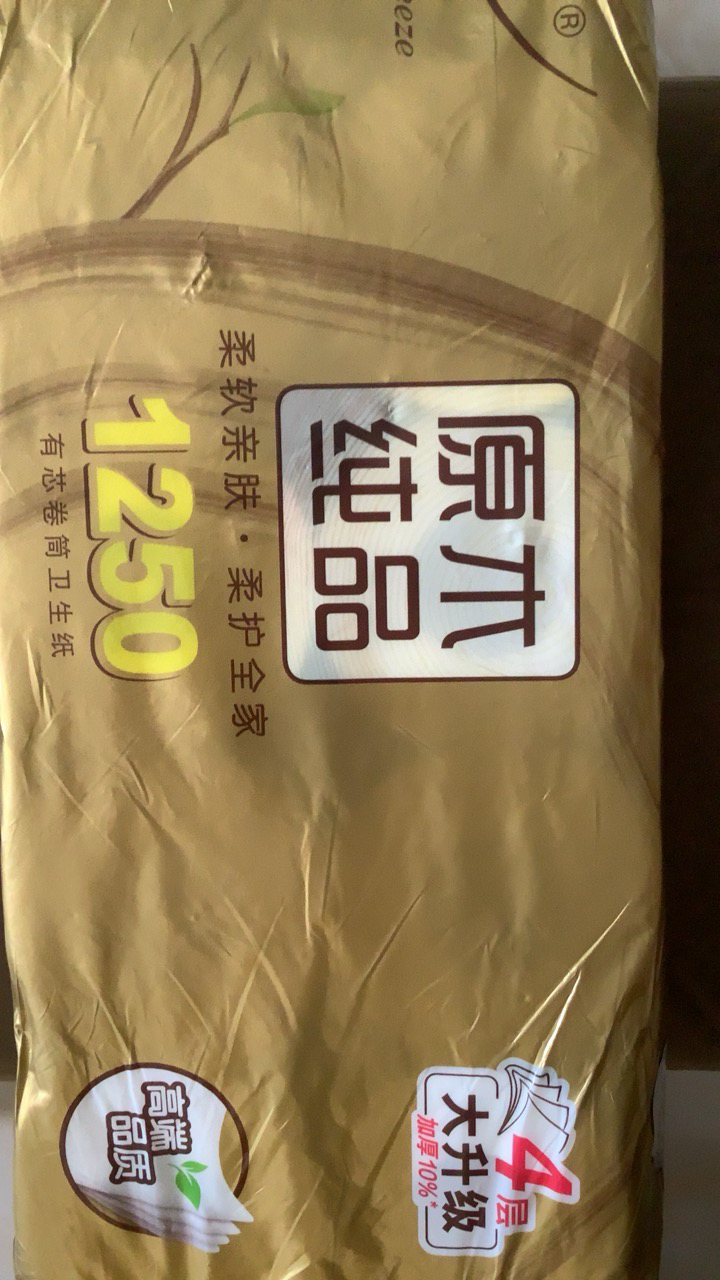 ®
eeze
原木
纯品
柔软亲肤·柔护全家
1250
有芯卷筒卫生纸
4层
大升级
加厚10%*
高端
品质